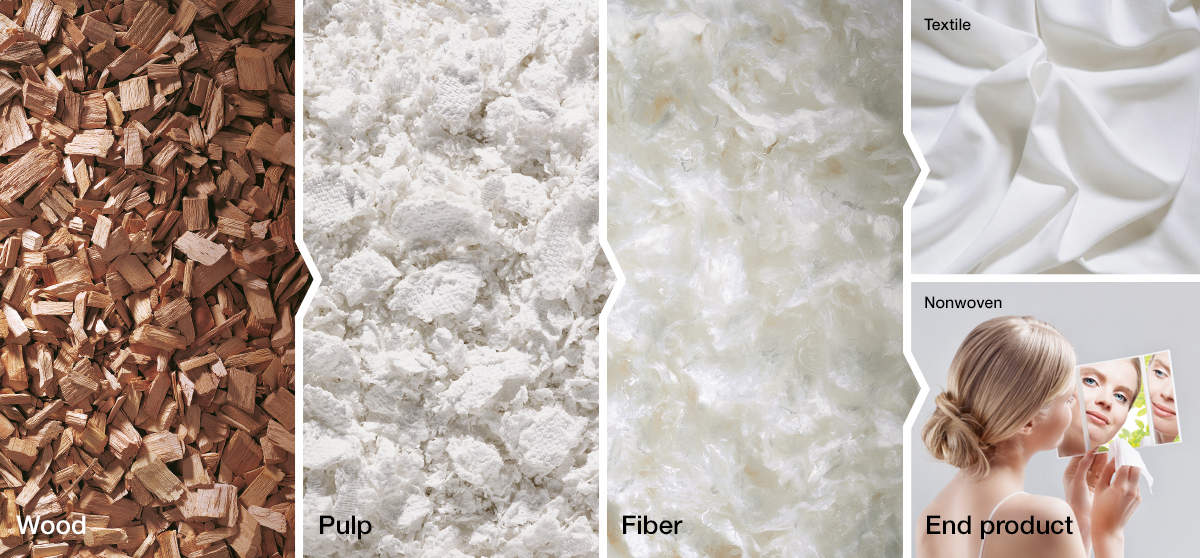 Wood
Pulp
Fiber
Textile
Nonwoven
End product